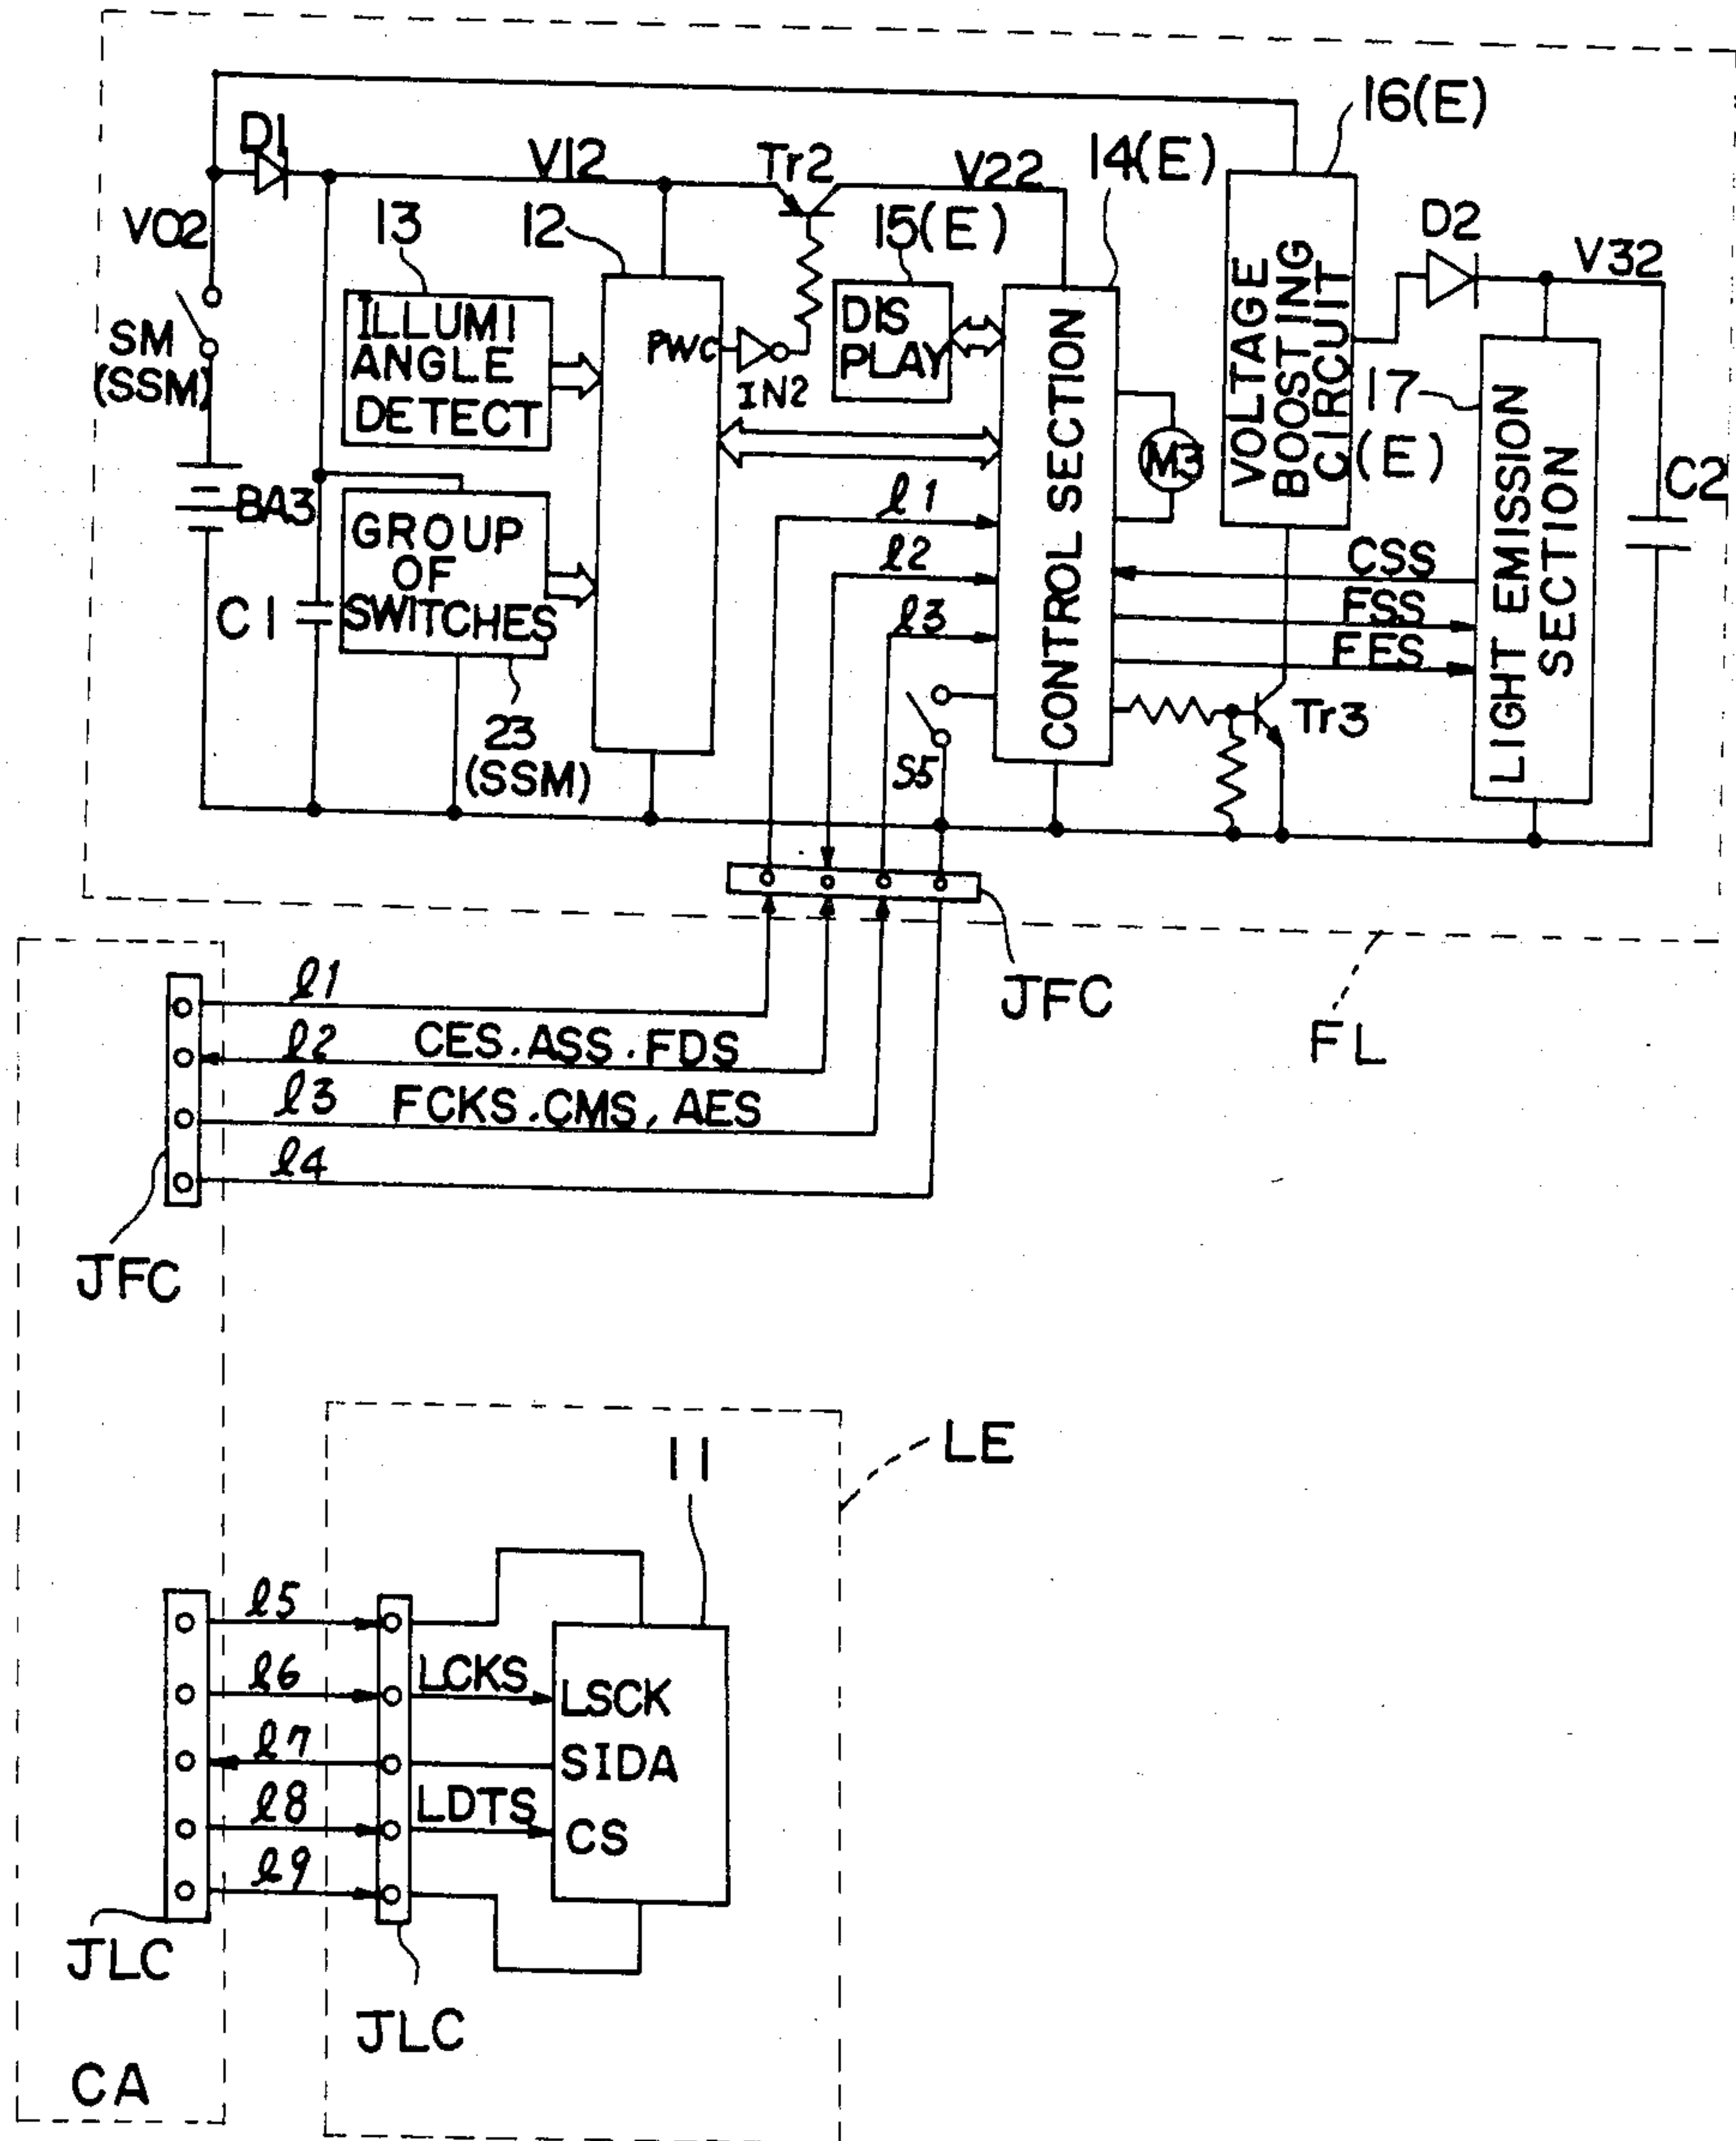 16(E)
D1
V12
Tr2
V22
14(E)
V02
13
12
15(E)
D2
V32
SM
(SSM)
ILLUMI
ANGLE
DETECT
PWC
IN2
DIS
PLAY
CONTROL SECTION
VOLTAGE
BOOSTING
CIRCUIT
17
(E)
LIGHT EMISSION
SECTION
C2
M3
BA3
GROUP
OF
SWITCHES
C1
ℓ1
ℓ2
ℓ3
CSS
FSS
FES
23
(SSM)
S5
Tr3
JFC
FL
ℓ1
ℓ2 CES.ASS.FDS
ℓ3 FCKS.CMS,AES
ℓ4
JFC
LE
11
ℓ5
ℓ6 LCKS LSCK
ℓ7 SIDA
ℓ8 LDTS CS
ℓ9
JLC
JLC
CA